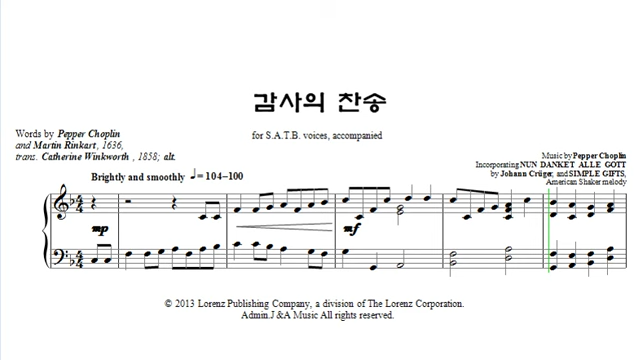 감사의 찬송
for S.A.T.B. voices, accompanied
Words by Pepper Choplin
and Martin Rinkart, 1636,
trans. Catherine Winkworth, 1858; alt.
Music by Pepper Choplin
Incorporating NUN DANKET ALLE GOTT
by Johann Crüger, and SIMPLE GIFTS,
American Shaker melody
Brightly and smoothly ♩= 104–100
mp
mf
© 2013 Lorenz Publishing Company, a division of The Lorenz Corporation.
Admin.J &A Music All rights reserved.